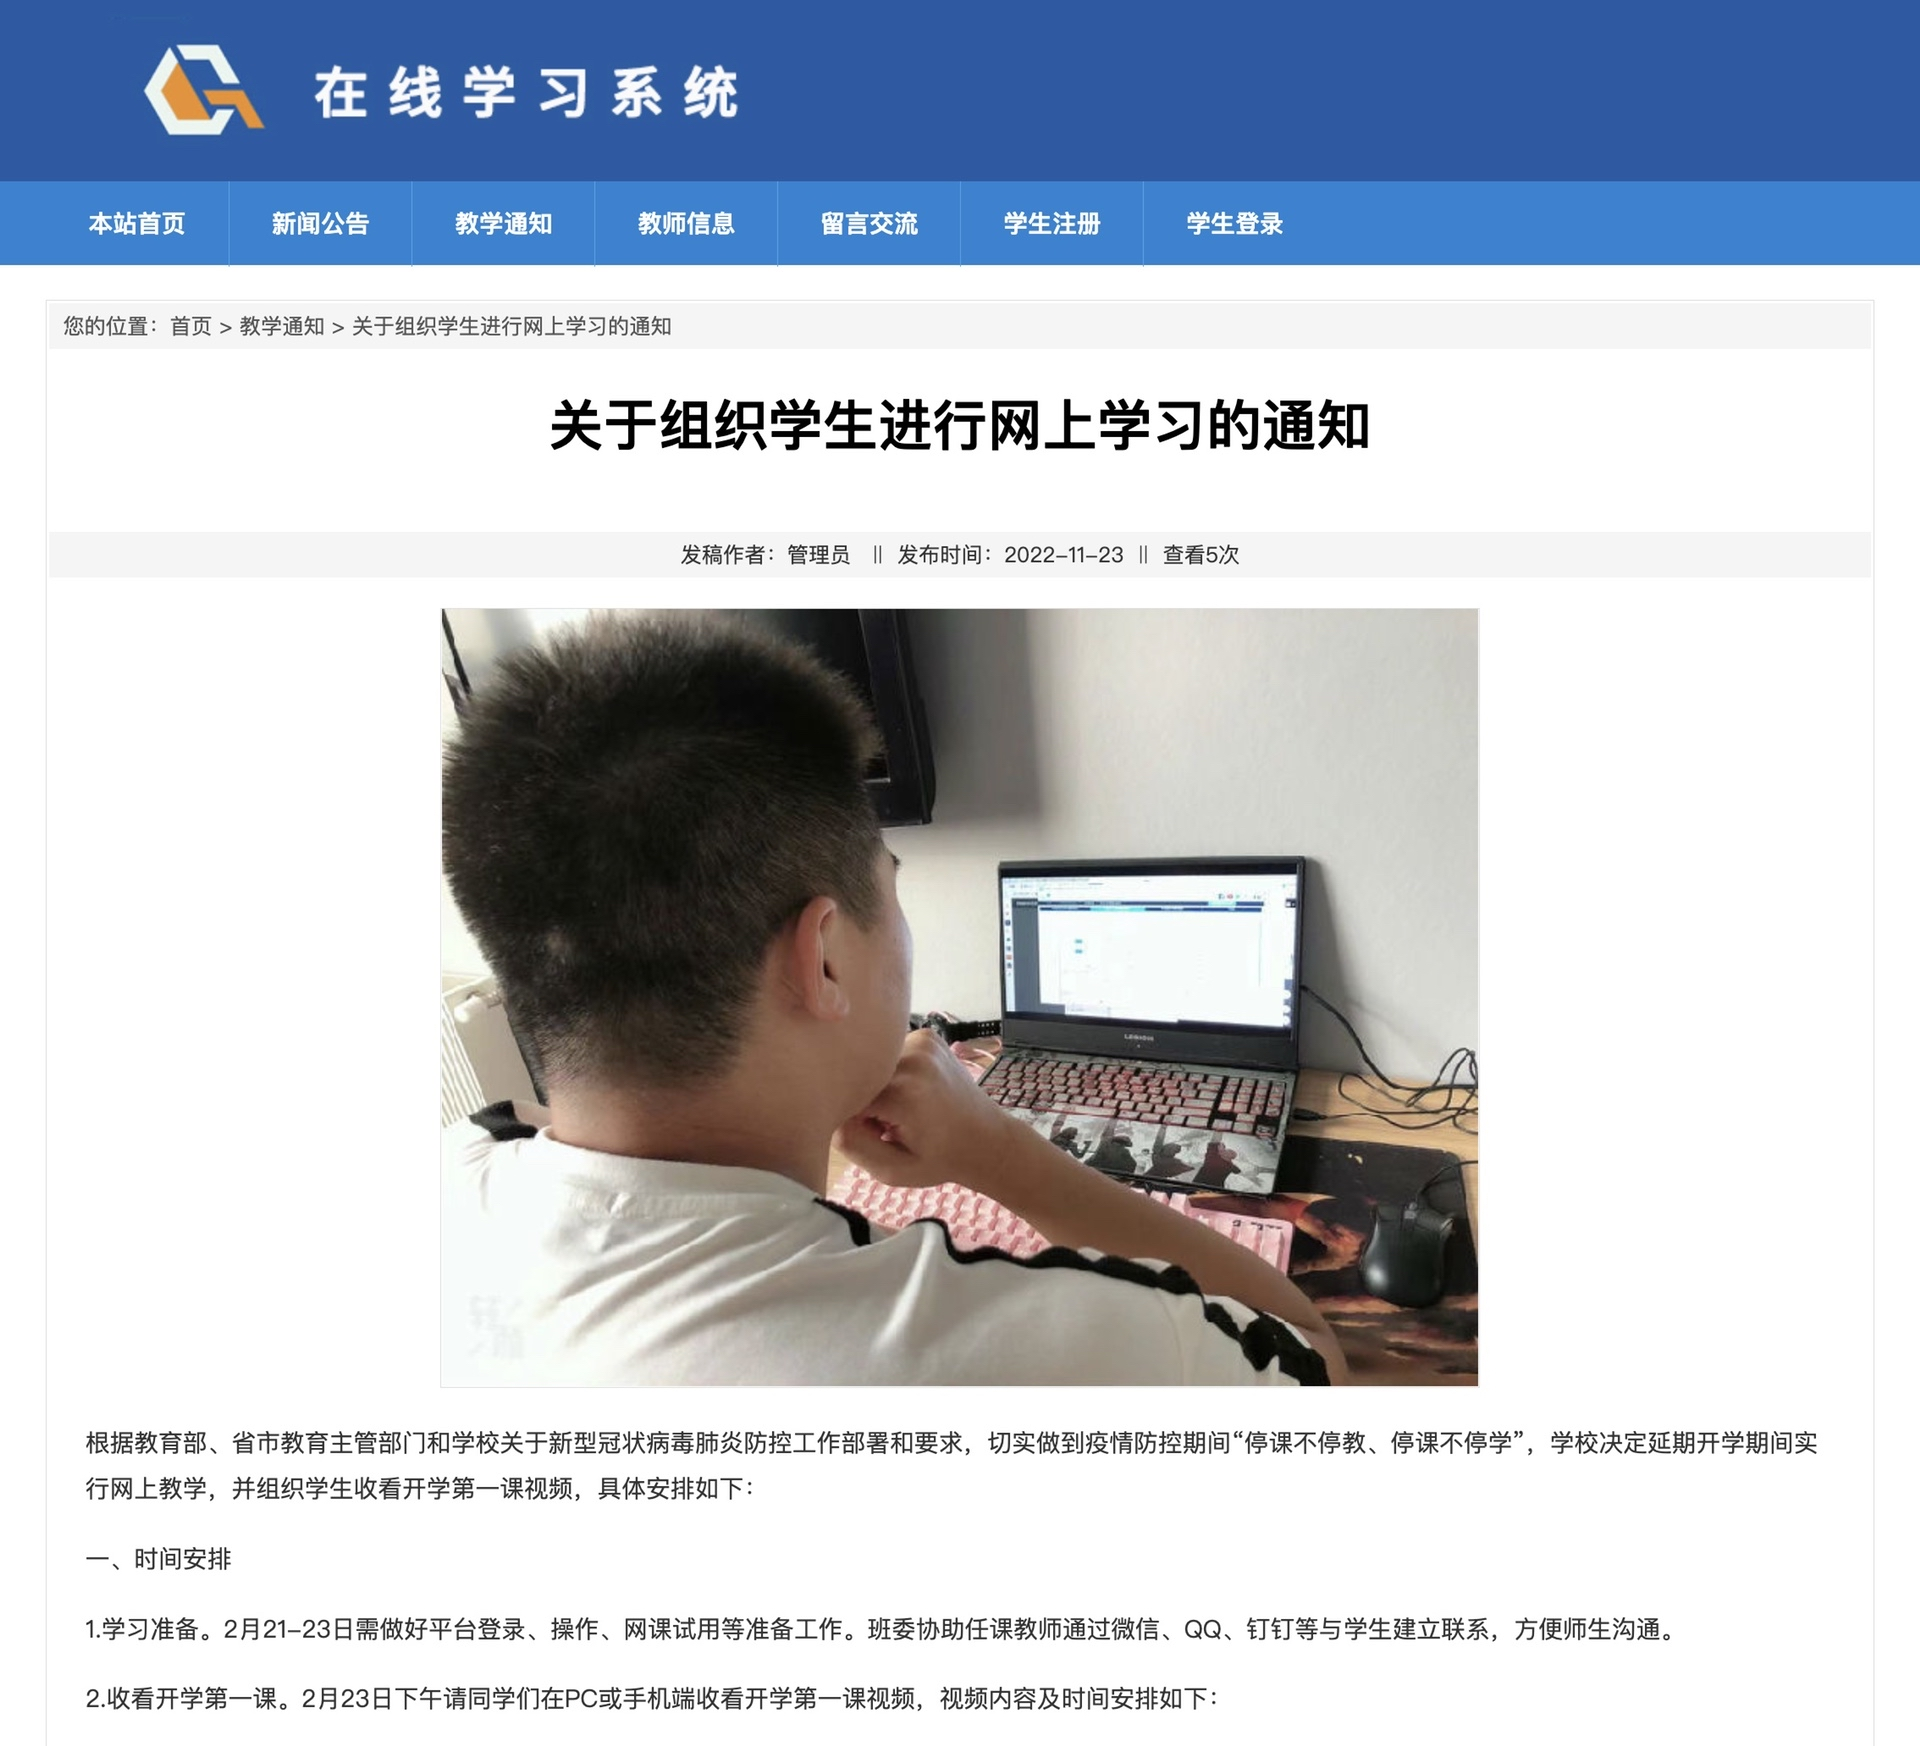 在线学习系统
本站首页
新闻公告
教学通知
教师信息
留言交流
学生注册
学生登录
您的位置：首页 > 教学通知 > 关于组织学生进行网上学习的通知
关于组织学生进行网上学习的通知
发稿作者：管理员 || 发布时间：2022-11-23 || 查看5次
LEGION
根据教育部、省市教育主管部门和学校关于新型冠状病毒肺炎防控工作部署和要求，切实做到疫情防控期间“停课不停教、停课不停学”，学校决定延期开学期间实
行网上教学，并组织学生收看开学第一课视频，具体安排如下：
一、时间安排
1.学习准备。2月21-23日需做好平台登录、操作、网课试用等准备工作。班委协助任课教师通过微信、QQ、钉钉等与学生建立联系，方便师生沟通。
2.收看开学第一课。2月23日下午请同学们在PC或手机端收看开学第一课视频，视频内容及时间安排如下：